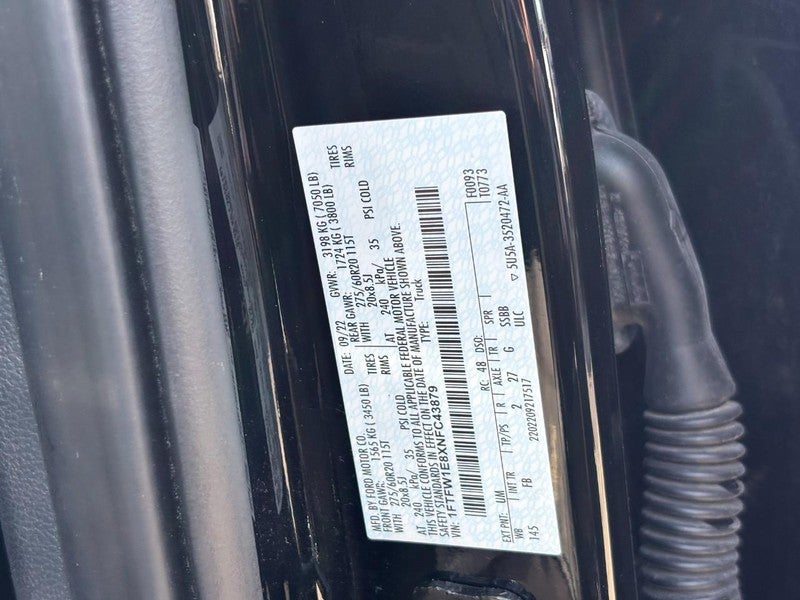 MFD. BY FORD MOTOR CO. DATE: 09/22 GVWR: 3198 KG ( 7050 LB)
FRONT GAWR: 1565 KG ( 3450 LB) REAR GAWR: 1724 KG ( 3800 LB)
WITH 275/60R20 115T TIRES WITH 275/60R20 115T TIRES
20x8.5J RIMS 20x8.5J RIMS
AT 240 kPa/ 35 PSI COLD AT 240 kPa/ 35 PSI COLD
THIS VEHICLE CONFORMS TO ALL APPLICABLE FEDERAL MOTOR VEHICLE
SAFETY STANDARDS IN EFFECT ON THE DATE OF MANUFACTURE SHOWN ABOVE.
VIN: 1FTFW1E8XNFC43879 TYPE: Truck
F0093
T0773
EXT PNT: UM RC: 48 DSO:
WB INT TR TP/PS R AXLE TR SPR
145 FB 2 27 G SSBB
2202209217517 ULC
▽ 5U5A-3520472-AA